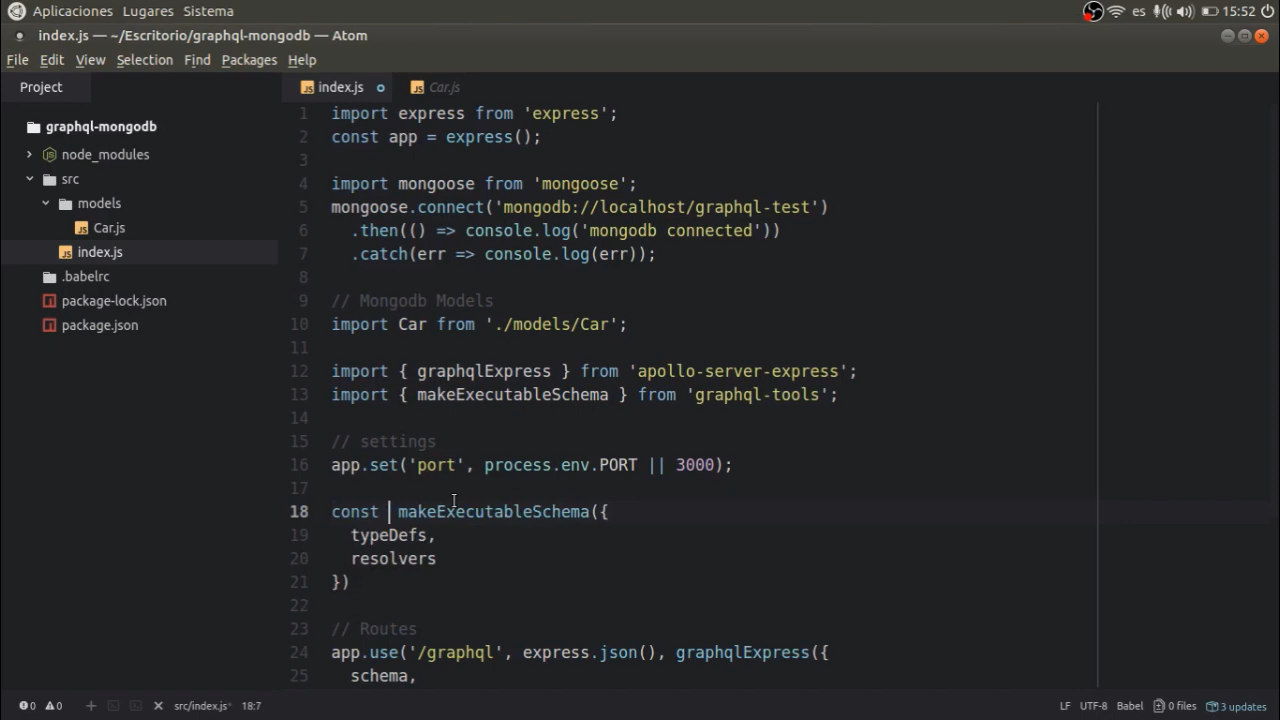 Aplicaciones Lugares Sistema es 15:52
index.js — ~/Escritorio/graphql-mongodb — Atom
File Edit View Selection Find Packages Help
Project index.js Car.js
graphql-mongodb
node_modules
src
models
Car.js
index.js
.babelrc
package-lock.json
package.json
1 import express from 'express';
2 const app = express();
3
4 import mongoose from 'mongoose';
5 mongoose.connect('mongodb://localhost/graphql-test')
6 .then(() => console.log('mongodb connected'))
7 .catch(err => console.log(err));
8
9 // Mongodb Models
10 import Car from './models/Car';
11
12 import { graphqlExpress } from 'apollo-server-express';
13 import { makeExecutableSchema } from 'graphql-tools';
14
15 // settings
16 app.set('port', process.env.PORT || 3000);
17
18 const makeExecutableSchema({
19 typeDefs,
20 resolvers
21 })
22
23 // Routes
24 app.use('/graphql', express.json(), graphqlExpress({
25 schema,
0 0 src/index.js* 18:7 LF UTF-8 Babel 0 files 3 updates